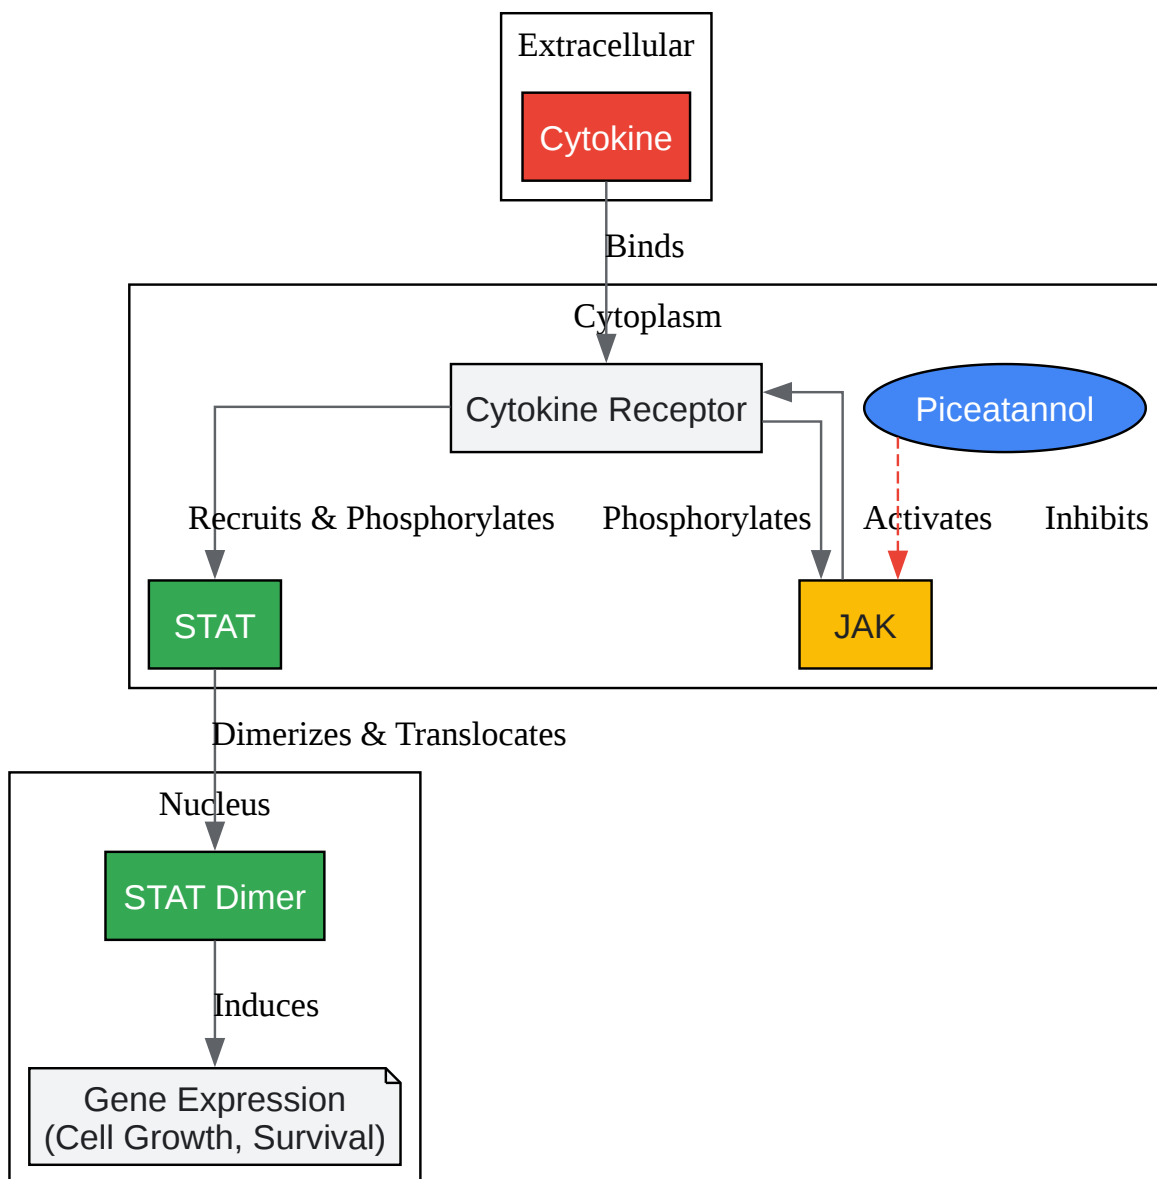 Extracellular
Cytokine
Binds
Cytoplasm
Cytokine Receptor
Piceatannol
Recruits & Phosphorylates
Phosphorylates
Activates
Inhibits
STAT
JAK
Dimerizes & Translocates
Nucleus
STAT Dimer
Induces
Gene Expression
(Cell Growth, Survival)